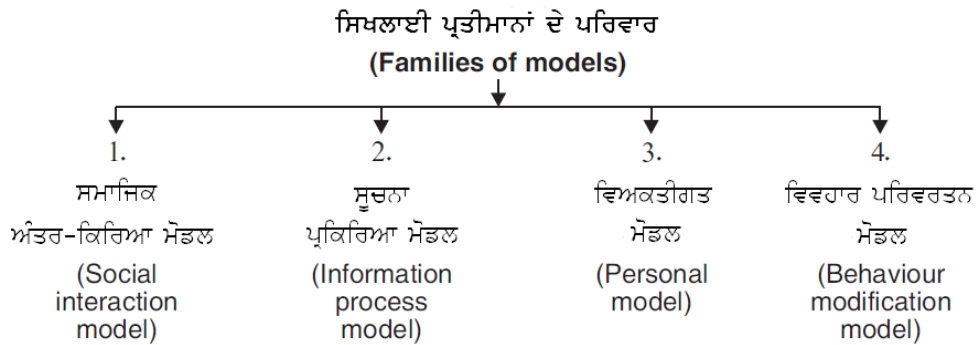 ਸਿਖਲਾਈ ਪ੍ਰਤੀਮਾਨਾਂ ਦੇ ਪਰਿਵਾਰ
(Families of models)
1.
ਸਮਾਜਿਕ
ਅੰਤਰ-ਕਿਰਿਆ ਮੋਡਲ
(Social
interaction
model)
2.
ਸੂਚਨਾ
ਪ੍ਰਕਿਰਿਆ ਮੋਡਲ
(Information
process
model)
3.
ਵਿਅਕਤੀਗਤ
ਮੋਡਲ
(Personal
model)
4.
ਵਿਵਹਾਰ ਪਰਿਵਰਤਨ
ਮੋਡਲ
(Behaviour
modification
model)